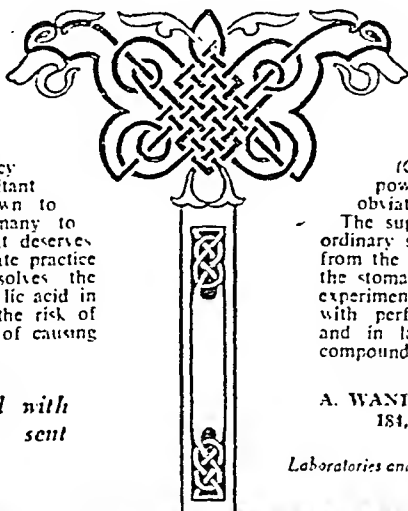 cy
itant
wn to
many to
t deserves
ate practice
solves the
lic acid in
the risk of
of causing
d with
sent
pow
obviat
The sup
ordinary s
from the
the stoma
experimen
with perf
and in la
compound
A. WANI
184,
Laboratories an